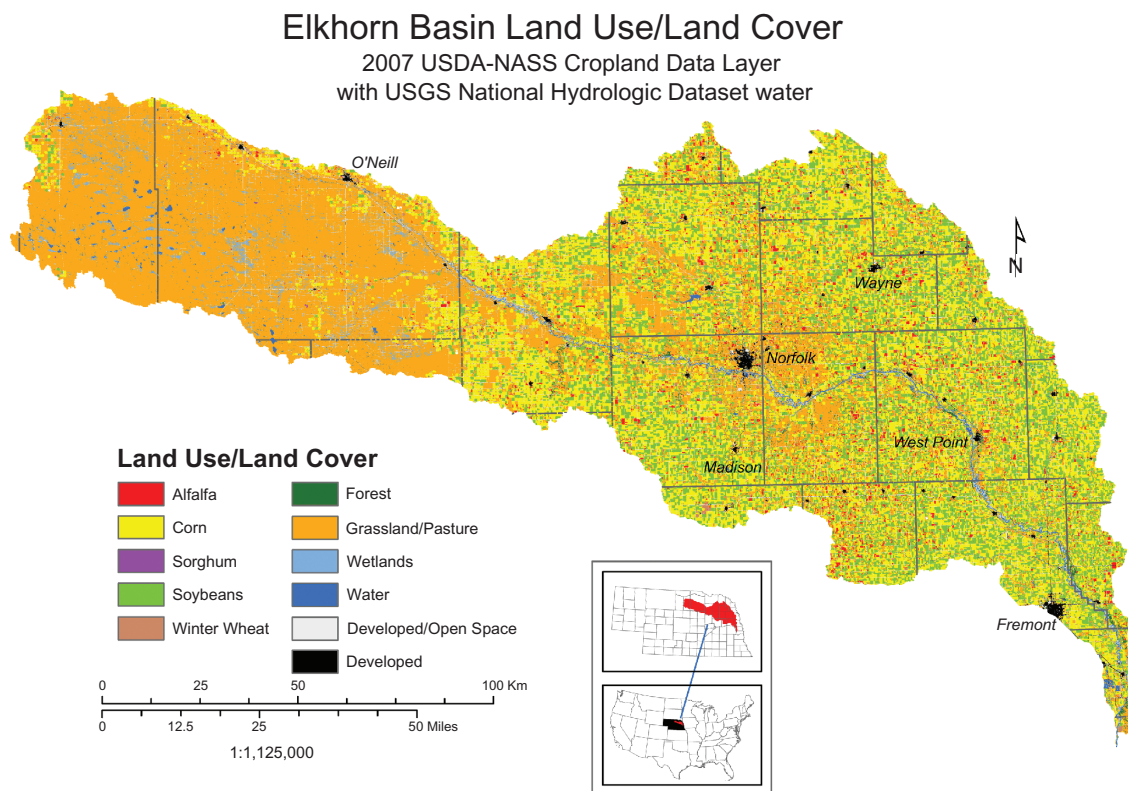 Elkhorn Basin Land Use/Land Cover
2007 USDA-NASS Cropland Data Layer
with USGS National Hydrologic Dataset water
O'Neill
N
Wayne
Norfolk
West Point
Madison
Fremont
Land Use/Land Cover
Alfalfa
Corn
Sorghum
Soybeans
Winter Wheat
Forest
Grassland/Pasture
Wetlands
Water
Developed/Open Space
Developed
0 25 50 100 Km
0 12.5 25 50 Miles
1:1,125,000